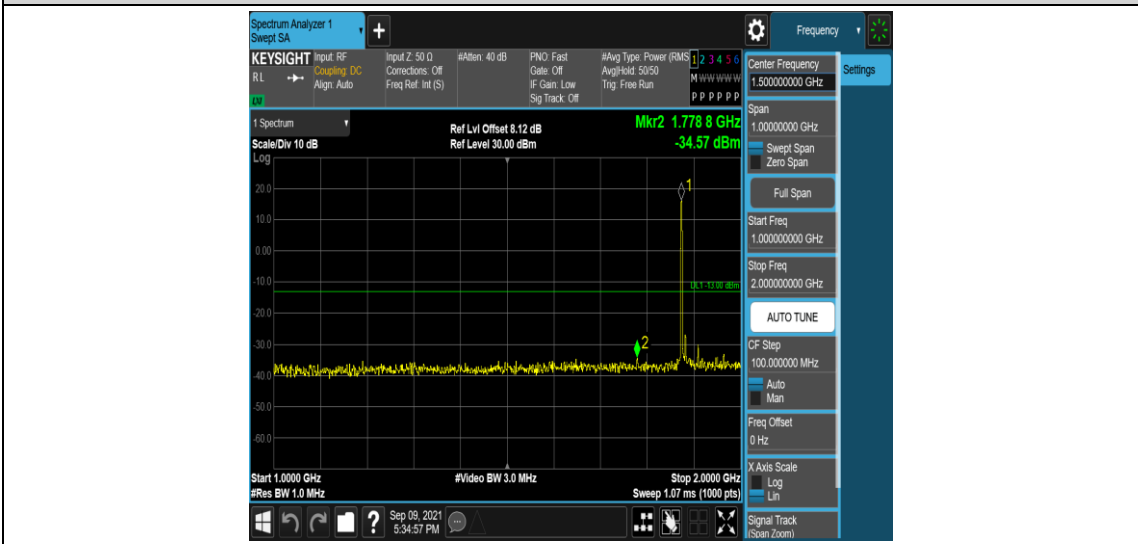 Spectrum Analyzer 1
Swept SA
+
Frequency
KEYSIGHT
RL
LXI
Input: RF
Coupling: DC
Align: Auto
Input Z: 50 Ω
Corrections: Off
Freq Ref: Int (S)
#Atten: 40 dB
PNO: Fast
Gate: Off
IF Gain: Low
Sig Track: Off
#Avg Type: Power (RMS
Avg|Hold: 50/50
Trig: Free Run
1 2 3 4 5 6
M W W W W W
P P P P P P
1 Spectrum
Scale/Div 10 dB
Log
Ref Lvl Offset 8.12 dB
Ref Level 30.00 dBm
Mkr2 1.778 8 GHz
-34.57 dBm
1
20.0
10.0
0.00
-10.0
DL1 -13.00 dBm
-20.0
-30.0
2
-40.0
-50.0
-60.0
Start 1.0000 GHz
#Video BW 3.0 MHz
Stop 2.0000 GHz
#Res BW 1.0 MHz
Sweep 1.07 ms (1000 pts)
?
Sep 09, 2021
5:34:57 PM
Center Frequency
1.500000000 GHz
Settings
Span
1.00000000 GHz
Swept Span
Zero Span
Full Span
Start Freq
1.000000000 GHz
Stop Freq
2.000000000 GHz
AUTO TUNE
CF Step
100.000000 MHz
Auto
Man
Freq Offset
0 Hz
X Axis Scale
Log
Lin
Signal Track
(Span Zoom)